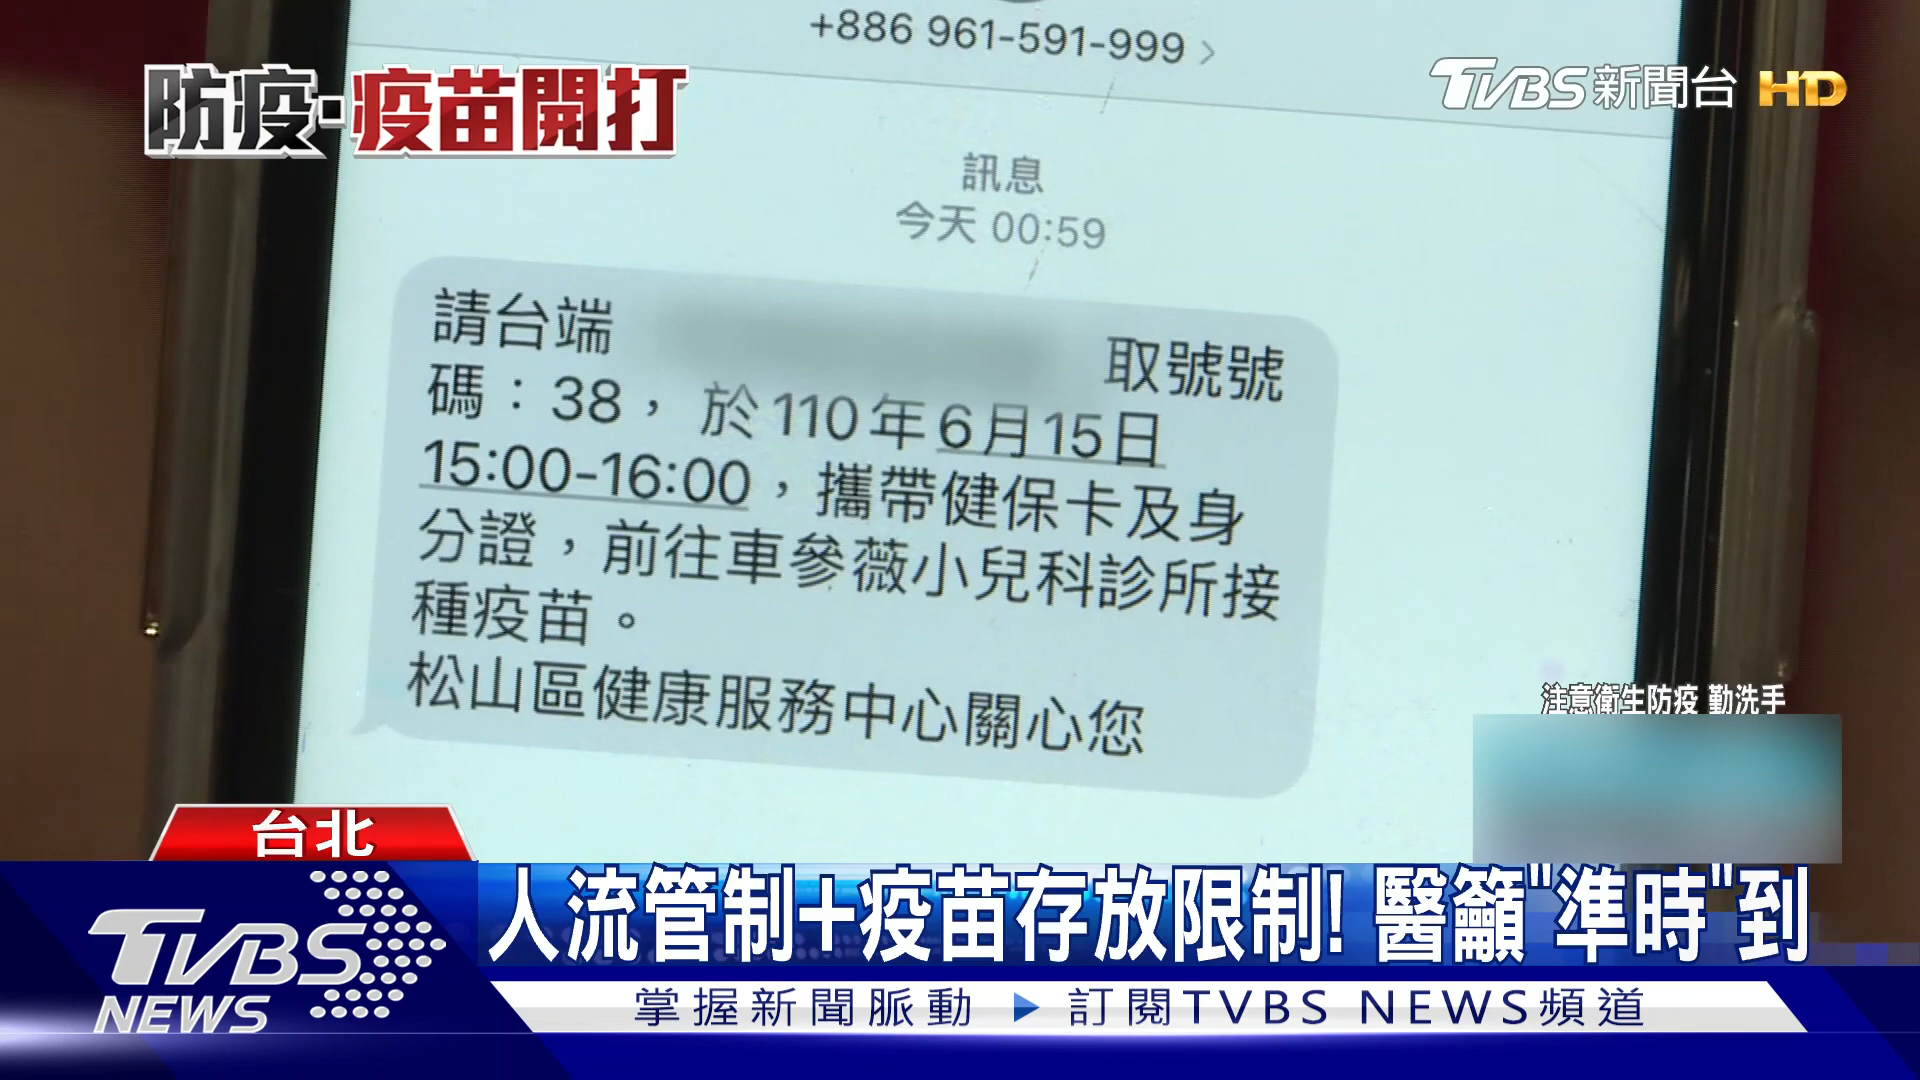 +886 961-591-999 >
防疫·疫苗開打
TVBS新聞台 HD
訊息
今天 00:59
請台端 取號號
碼：38， 於110年6月15日
15:00-16:00，攜帶健保卡及身
分證，前往車參薇小兒科診所接
種疫苗。
松山區健康服務中心關心您
注意衛生防疫 勤洗手
台北
人流管制+疫苗存放限制! 醫籲"準時"到
TVBS
NEWS
掌握新聞脈動 ▶ 訂閱TVBS NEWS頻道